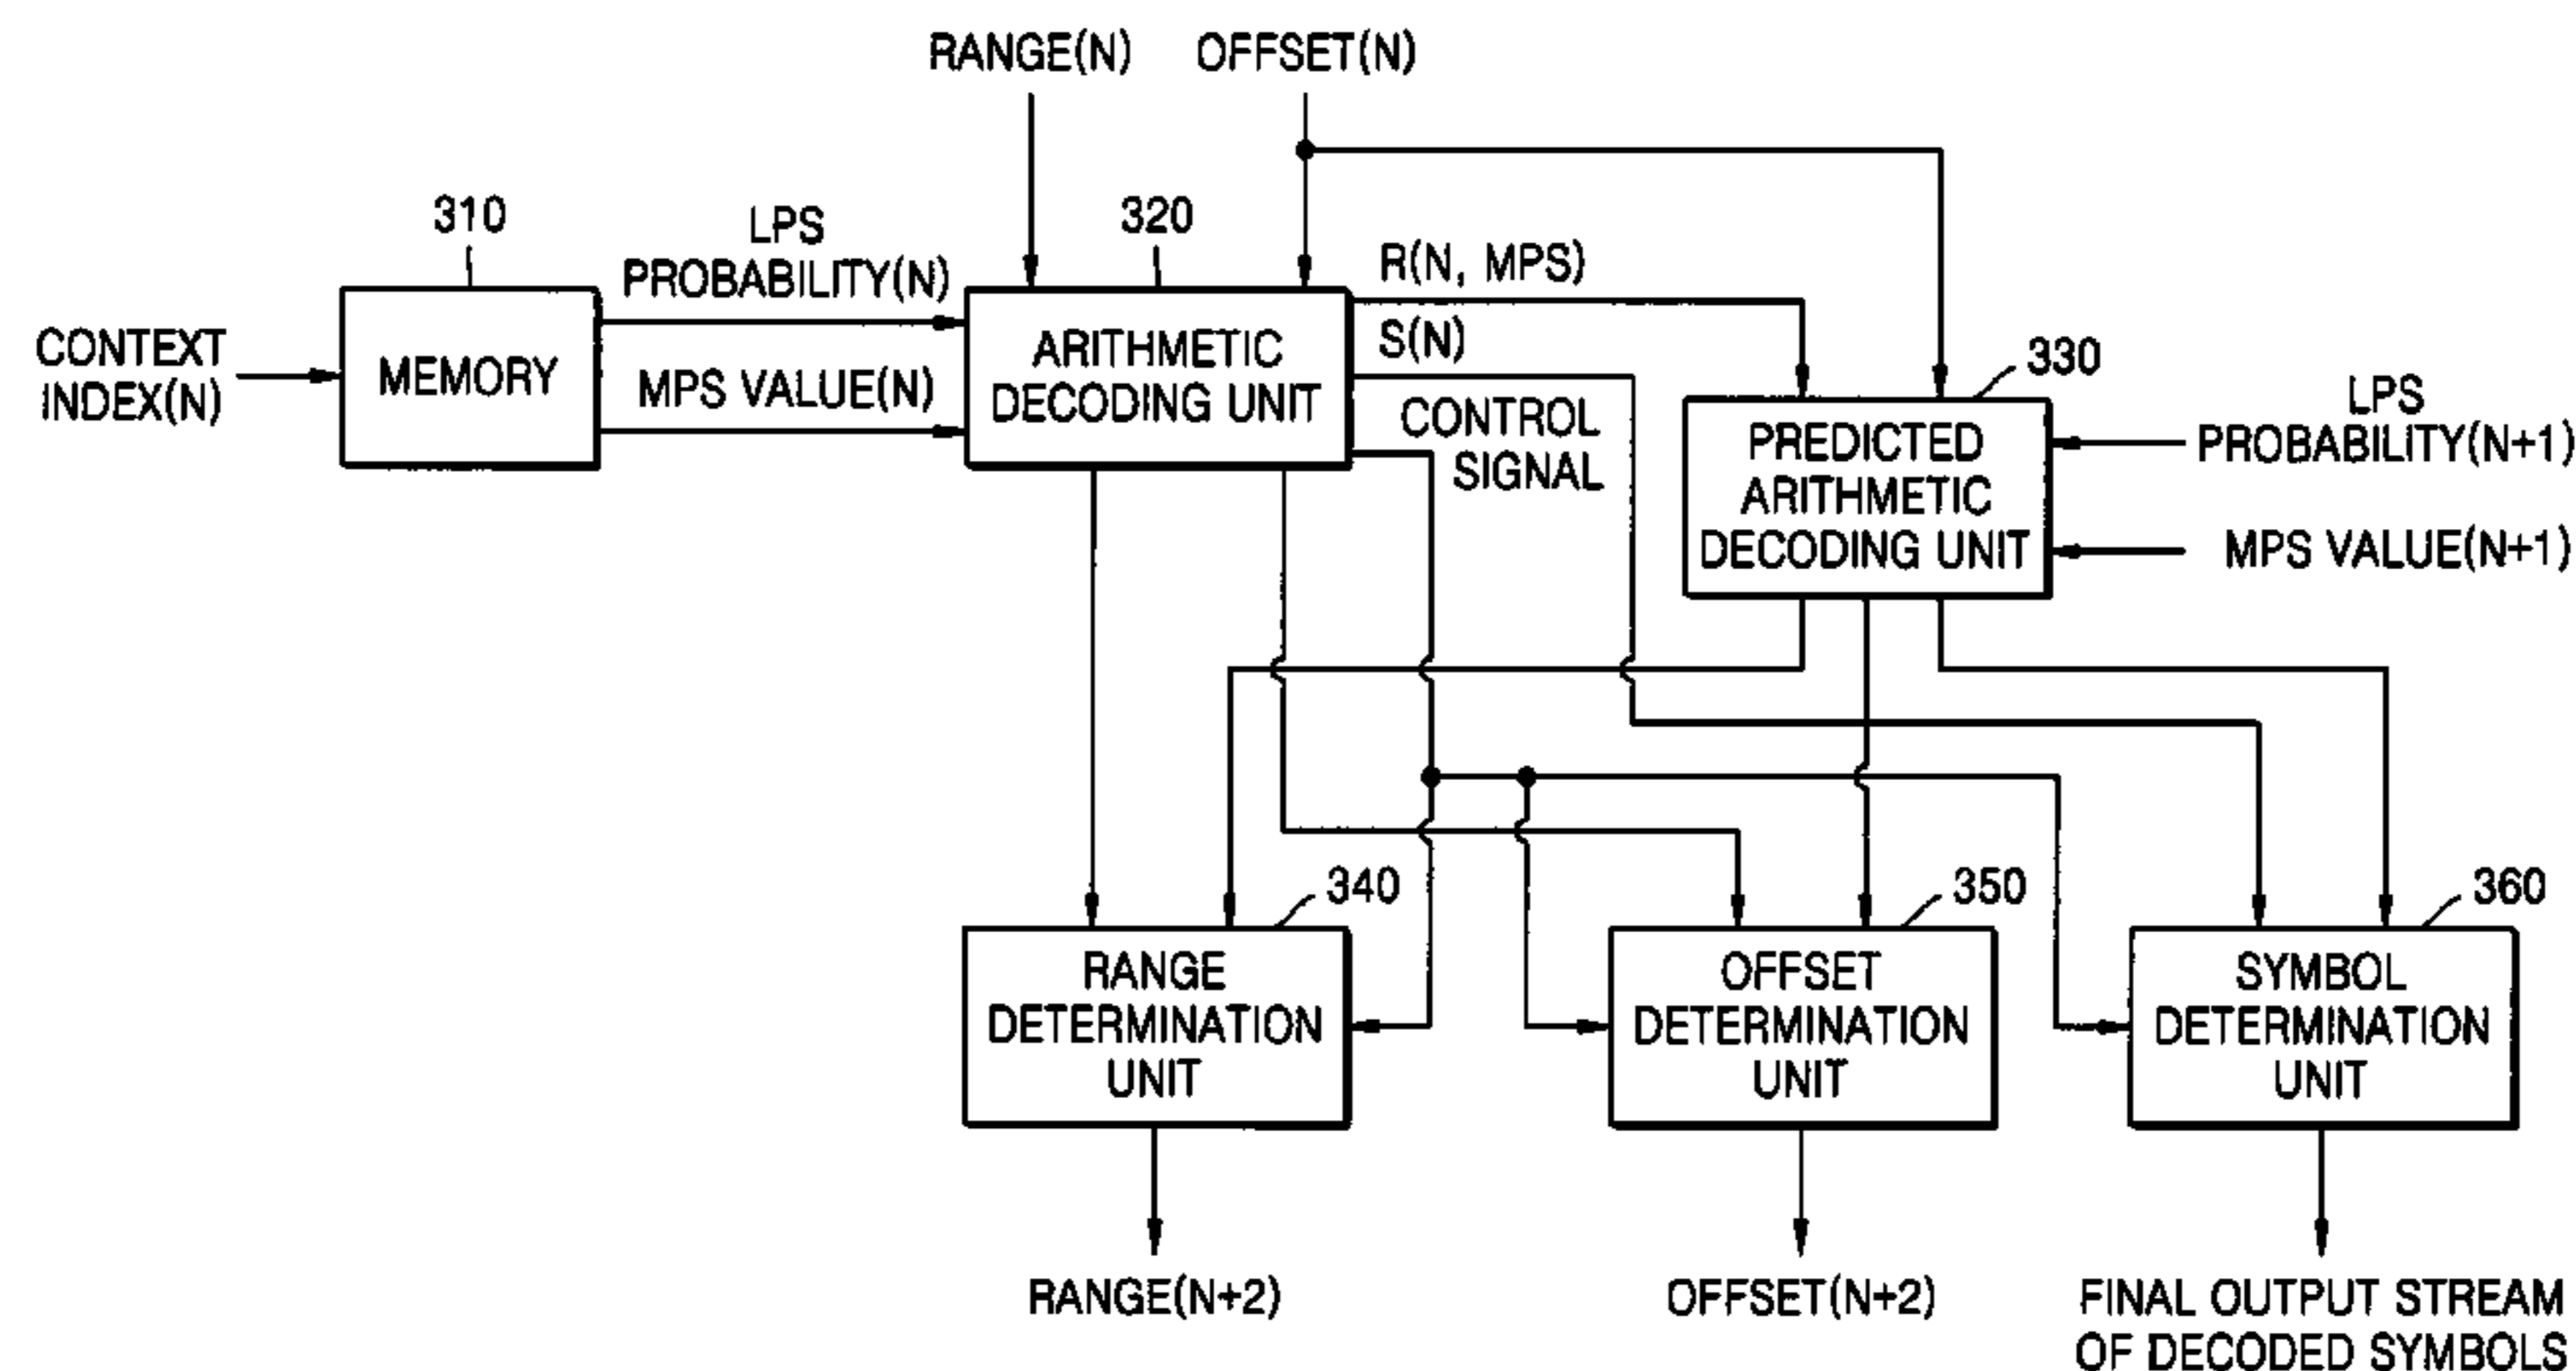 RANGE(N)
OFFSET(N)
310
LPS
PROBABILITY(N)
320
R(N, MPS)
CONTEXT
INDEX(N)
MEMORY
MPS VALUE(N)
ARITHMETIC
DECODING UNIT
S(N)
CONTROL
SIGNAL
330
PREDICTED
ARITHMETIC
DECODING UNIT
LPS
PROBABILITY(N+1)
MPS VALUE(N+1)
340
RANGE
DETERMINATION
UNIT
350
OFFSET
DETERMINATION
UNIT
360
SYMBOL
DETERMINATION
UNIT
RANGE(N+2)
OFFSET(N+2)
FINAL OUTPUT STREAM
OF DECODED SYMBOLS